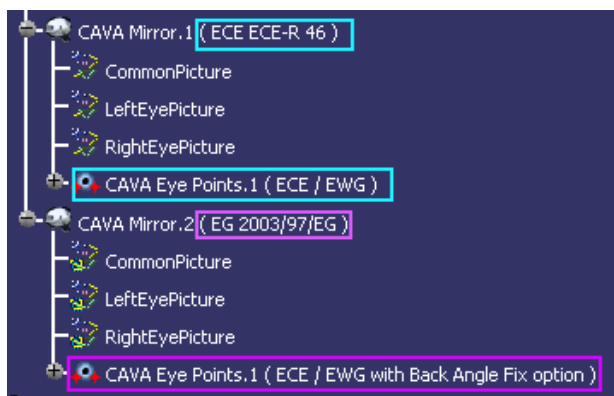 CAVA Mirror.1 ( ECE ECE-R 46 )
CommonPicture
LeftEyePicture
RightEyePicture
CAVA Eye Points.1 ( ECE / EWG )
CAVA Mirror.2 ( EG 2003/97/EG )
CommonPicture
LeftEyePicture
RightEyePicture
CAVA Eye Points.1 ( ECE / EWG with Back Angle Fix option )